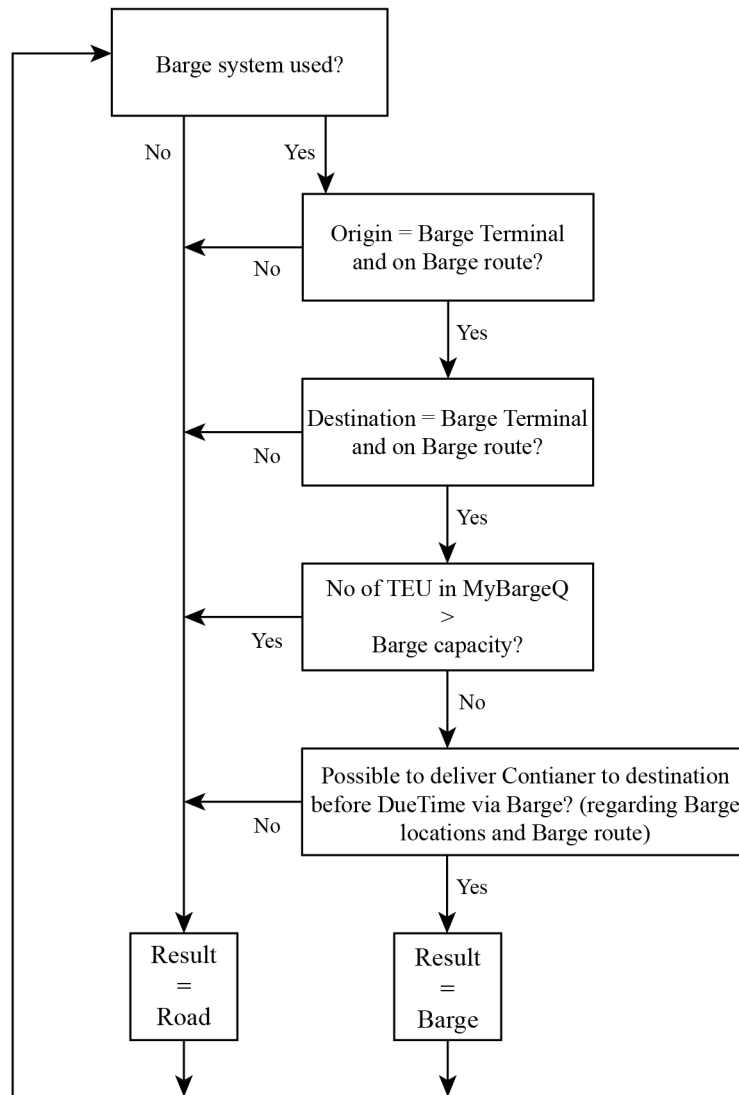 Barge system used?
No
Yes
Origin = Barge Terminal
and on Barge route?
No
Yes
Destination = Barge Terminal
and on Barge route?
No
Yes
No of TEU in MyBargeQ
>
Barge capacity?
Yes
No
Possible to deliver Contianer to destination
before DueTime via Barge? (regarding Barge
locations and Barge route)
No
Yes
Result
=
Road
Result
=
Barge